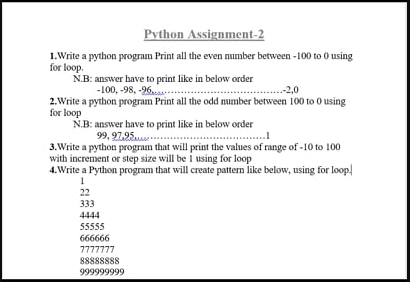 Python Assignment-2
1.Write a python program Print all the even number between -100 to 0 using
for loop.
N.B: answer have to print like in below order
-100, -98, -96,…………………………………-2,0
2.Write a python program Print all the odd number between 100 to 0 using
for loop
N.B: answer have to print like in below order
99, 97,95,……………………………………1
3.Write a python program that will print the values of range of -10 to 100
with increment or step size will be 1 using for loop
4.Write a Python program that will create pattern like below, using for loop.
1
22
333
4444
55555
666666
7777777
88888888
999999999